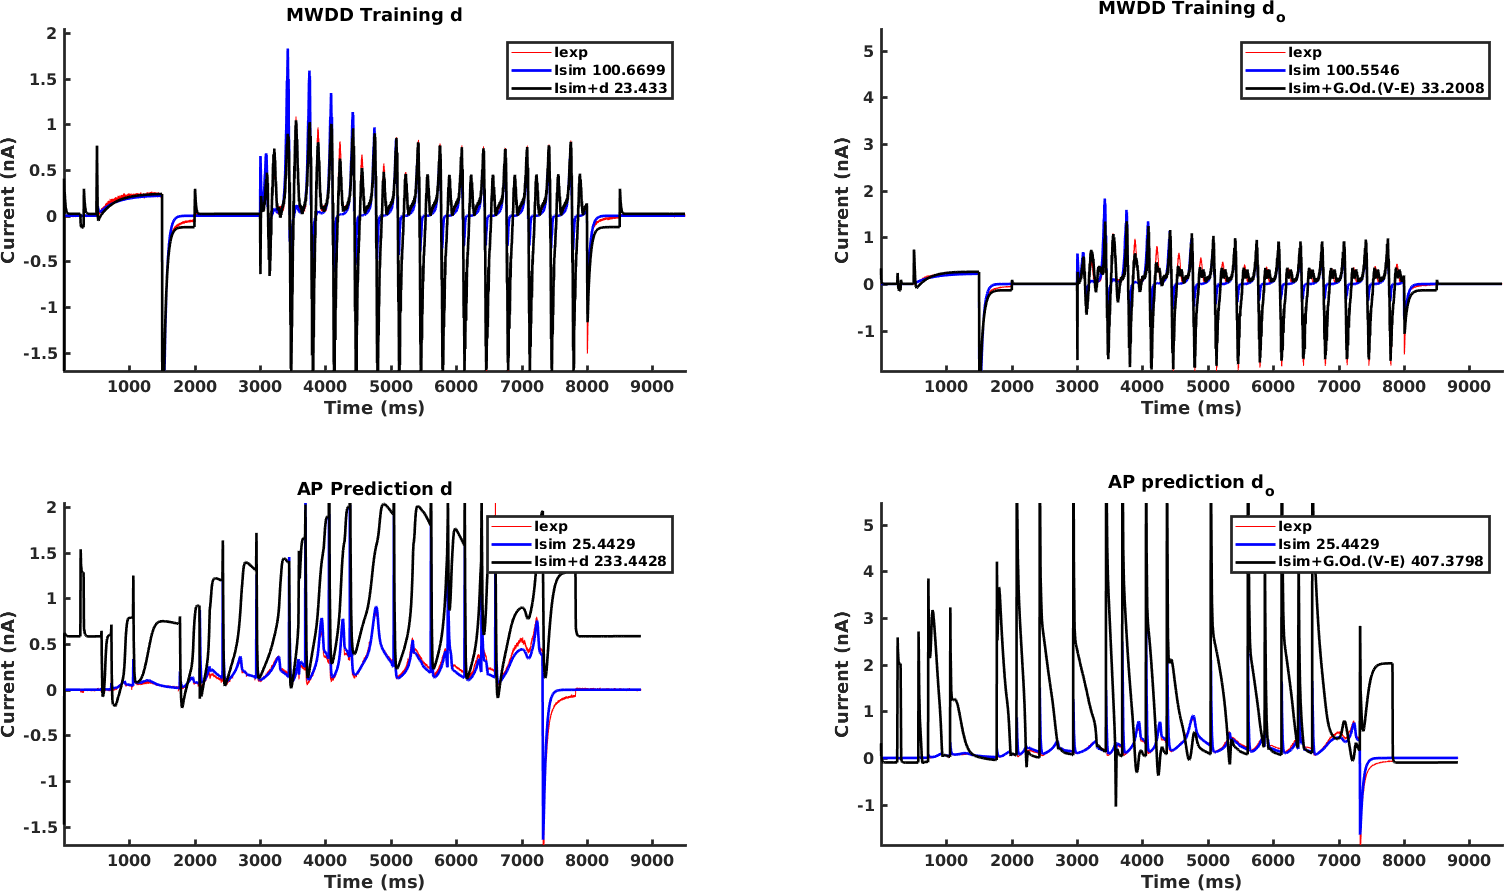 MWDD Training d
Current (nA)
2
1.5
1
0.5
0
-0.5
-1
-1.5
Iexp
Isim 100.6699
Isim+d 23.433
1000 2000 3000 4000 5000 6000 7000 8000 9000
Time (ms)
MWDD Training do
Current (nA)
5
4
3
2
1
0
-1
Iexp
Isim 100.5546
Isim+G.Od.(V-E) 33.2008
1000 2000 3000 4000 5000 6000 7000 8000 9000
Time (ms)
AP Prediction d
Current (nA)
2
1.5
1
0.5
0
-0.5
-1
-1.5
Iexp
Isim 25.4429
Isim+d 233.4428
1000 2000 3000 4000 5000 6000 7000 8000 9000
Time (ms)
AP prediction do
Current (nA)
5
4
3
2
1
0
-1
Iexp
Isim 25.4429
Isim+G.Od.(V-E) 407.3798
1000 2000 3000 4000 5000 6000 7000 8000 9000
Time (ms)